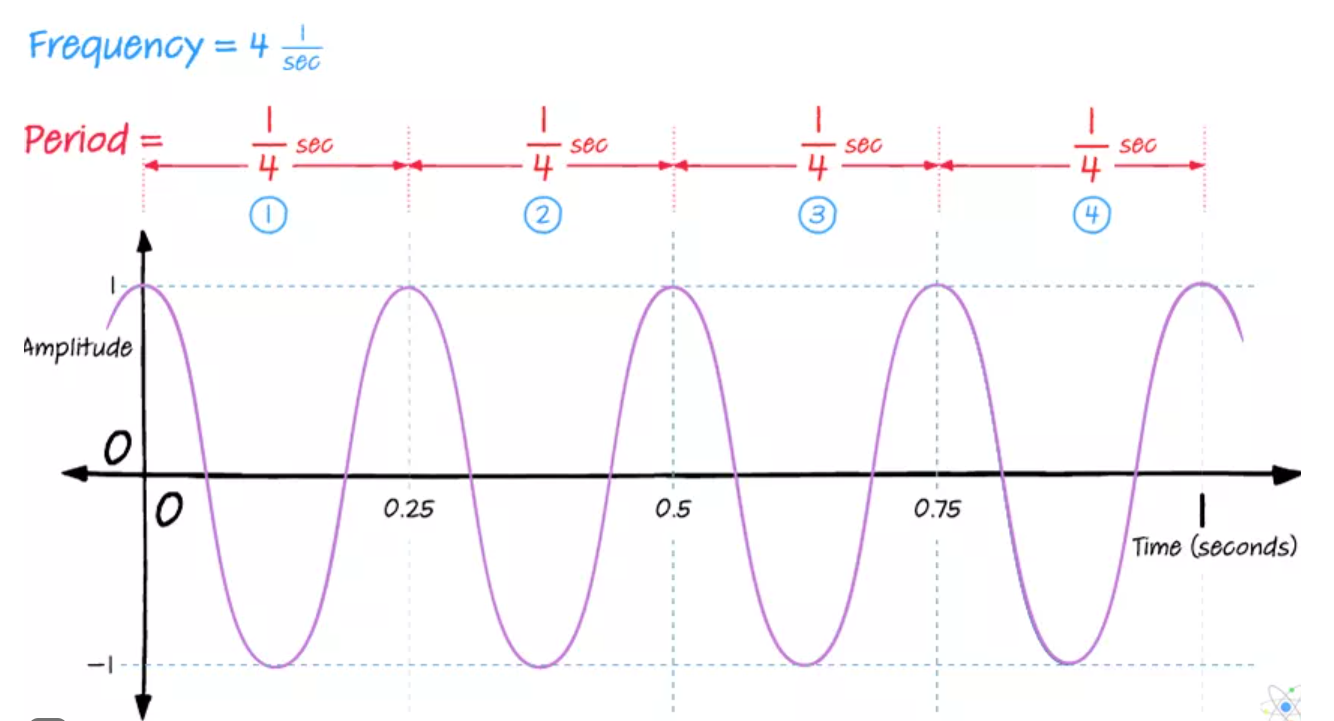 Frequency = 4 1/sec
Period = 1/4 sec 1/4 sec 1/4 sec 1/4 sec
1 2 3 4
1
Amplitude
0
0 0.25 0.5 0.75 1
Time (seconds)
-1